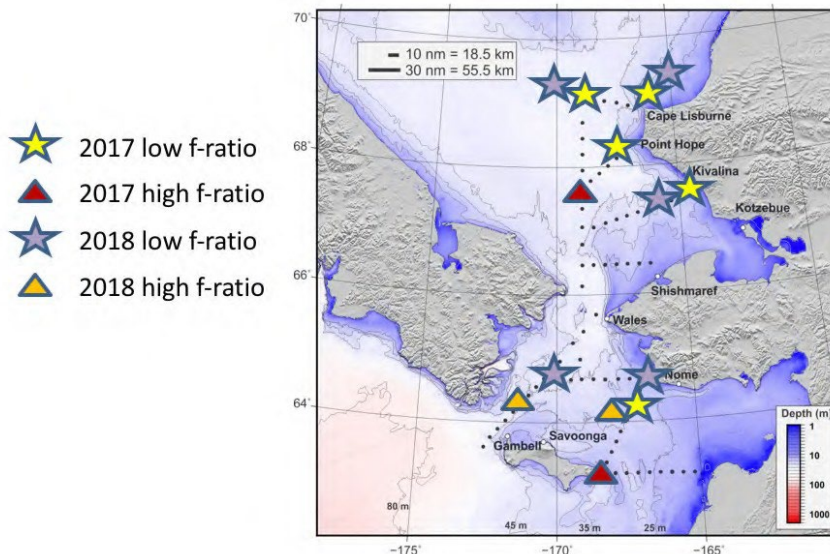 2017 low f-ratio
2017 high f-ratio
2018 low f-ratio
2018 high f-ratio
70°
10 nm = 18.5 km
30 nm = 55.5 km
Cape Lisburne
68°
Point Hope
Kivalina
Kotzebue
66°
Shishmaref
Wales
Nome
64°
Savoonga
Gambell
Depth (m)
1
10
100
1000
80 m
45 m
35 m
25 m
−175°
−170°
−165°